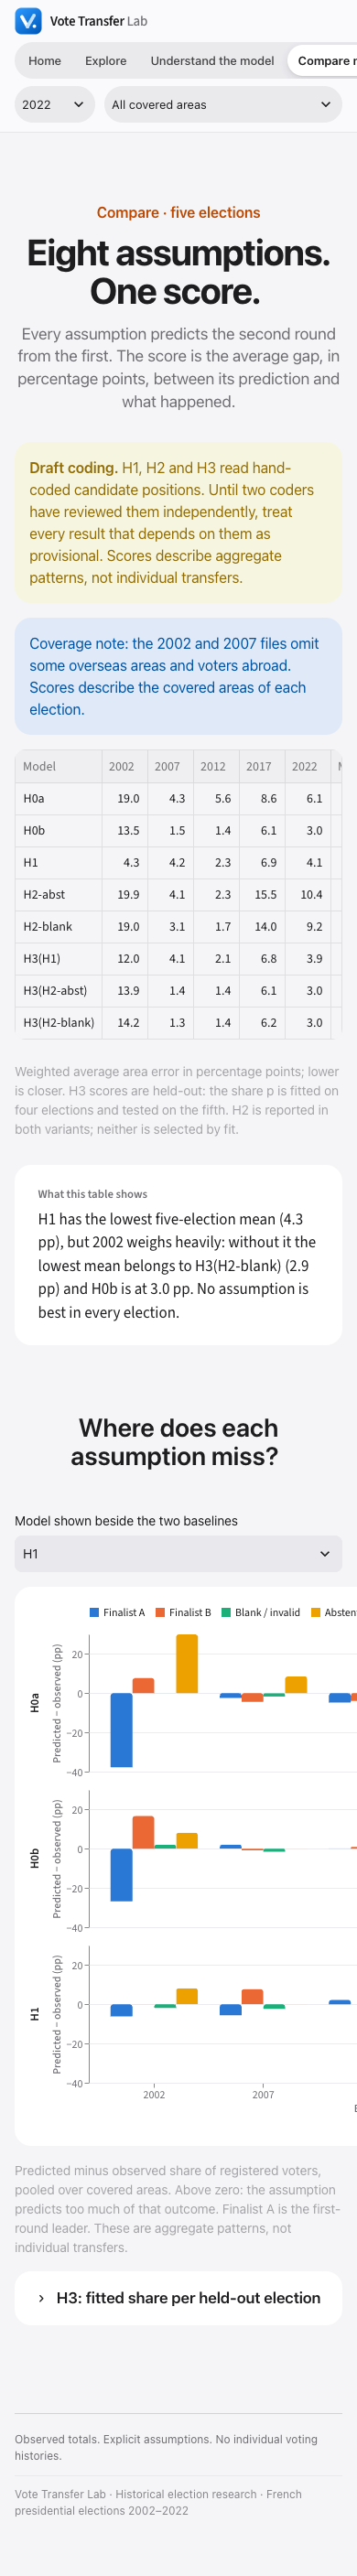 Vote Transfer Lab
Home Explore Understand the model Compare
2022 All covered areas
Compare · five elections
Eight assumptions.
One score.
Every assumption predicts the second round
from the first. The score is the average gap, in
percentage points, between its prediction and
what happened.
Draft coding. H1, H2 and H3 read hand-
coded candidate positions. Until two coders
have reviewed them independently, treat
every result that depends on them as
provisional. Scores describe aggregate
patterns, not individual transfers.
Coverage note: the 2002 and 2007 files omit
some overseas areas and voters abroad.
Scores describe the covered areas of each
election.
Model 2002 2007 2012 2017 2022
H0a 19.0 4.3 5.6 8.6 6.1
H0b 13.5 1.5 1.4 6.1 3.0
H1 4.3 4.2 2.3 6.9 4.1
H2-abst 19.9 4.1 2.3 15.5 10.4
H2-blank 19.0 3.1 1.7 14.0 9.2
H3(H1) 12.0 4.1 2.1 6.8 3.9
H3(H2-abst) 13.9 1.4 1.4 6.1 3.0
H3(H2-blank) 14.2 1.3 1.4 6.2 3.0
Weighted average area error in percentage points; lower
is closer. H3 scores are held-out: the share p is fitted on
four elections and tested on the fifth. H2 is reported in
both variants; neither is selected by fit.
What this table shows
H1 has the lowest five-election mean (4.3
pp), but 2002 weighs heavily: without it the
lowest mean belongs to H3(H2-blank) (2.9
pp) and H0b is at 3.0 pp. No assumption is
best in every election.
Where does each
assumption miss?
Model shown beside the two baselines
H1
Finalist A Finalist B Blank / invalid
H0a
Predicted − observed (pp)
20
0
−20
−40
H0b
Predicted − observed (pp)
20
0
−20
−40
H1
Predicted − observed (pp)
20
0
−20
−40
2002 2007
Predicted minus observed share of registered voters,
pooled over covered areas. Above zero: the assumption
predicts too much of that outcome. Finalist A is the first-
round leader. These are aggregate patterns, not
individual transfers.
H3: fitted share per held-out election
Observed totals. Explicit assumptions. No individual voting
histories.
Vote Transfer Lab · Historical election research · French
presidential elections 2002–2022